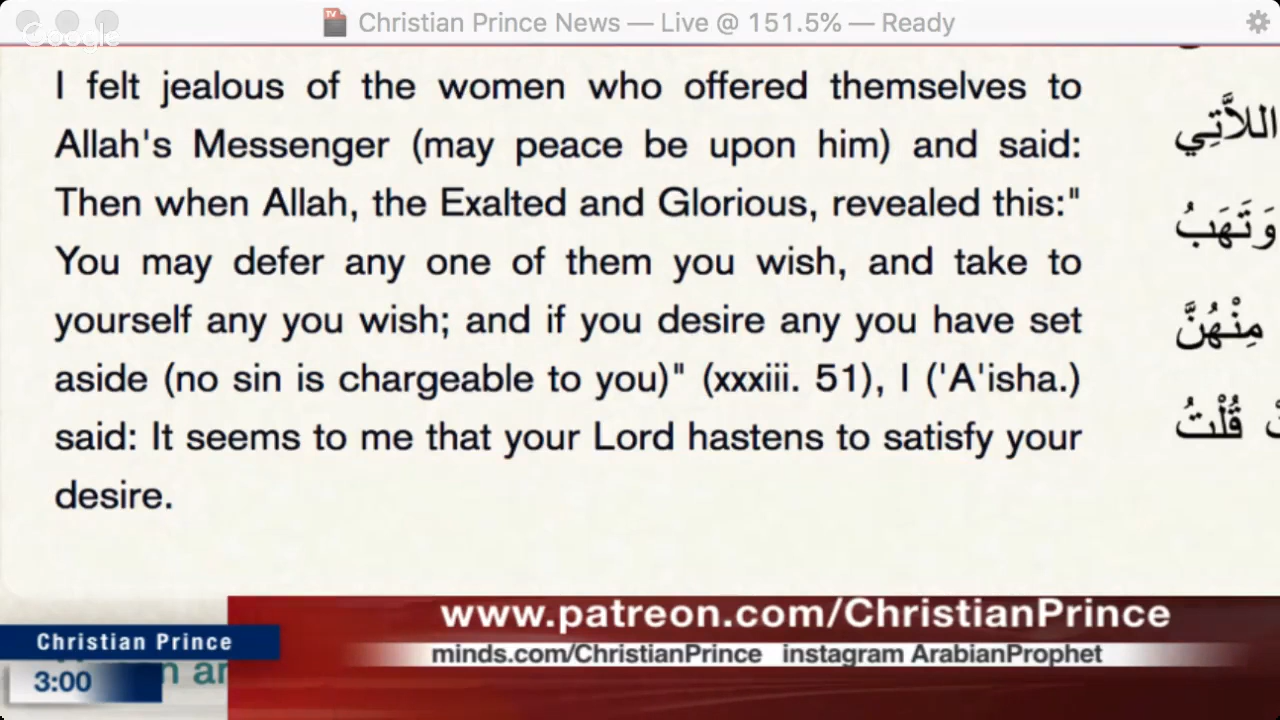 Christian Prince News — Live @ 151.5% — Ready
Google
I felt jealous of the women who offered themselves to
Allah's Messenger (may peace be upon him) and said:
Then when Allah, the Exalted and Glorious, revealed this:"
You may defer any one of them you wish, and take to
yourself any you wish; and if you desire any you have set
aside (no sin is chargeable to you)" (xxxiii. 51), I ('A'isha.)
said: It seems to me that your Lord hastens to satisfy your
desire.
اللاَّتِي
وَتَهَبُ
مِنْهُنَّ
قُلْتُ
www.patreon.com/ChristianPrince
Christian Prince
minds.com/ChristianPrince instagram ArabianProphet
3:00